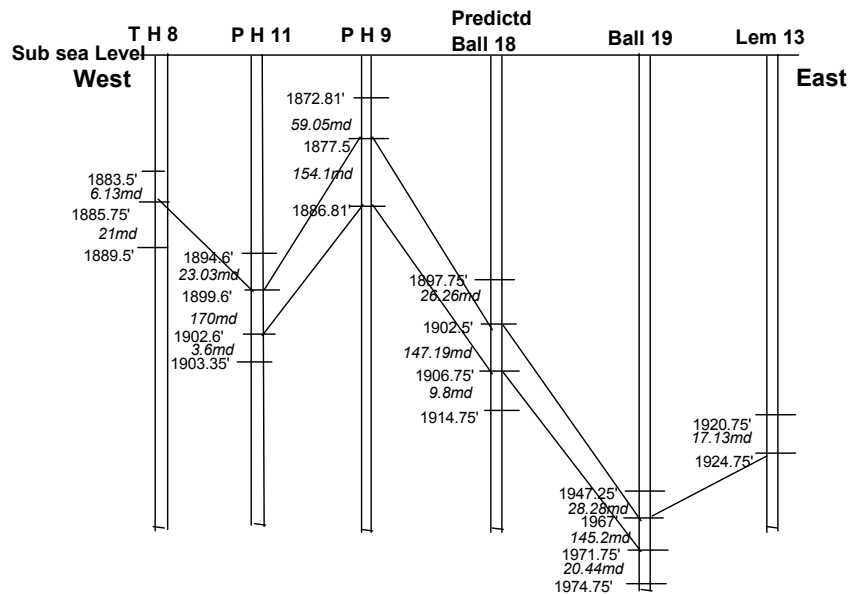 Predictd
T H 8 P H 11 P H 9 Ball 18 Ball 19 Lem 13
Sub sea Level
West East
1883.5'
6.13md
1885.75'
21md
1889.5'
1894.6'
23.03md
1899.6'
170md
1902.6'
3.6md
1903.35'
1872.81'
59.05md
1877.5
154.1md
1886.81'
1897.75'
26.26md
1902.5'
147.19md
1906.75'
9.8md
1914.75'
1947.25'
28.28md
1967'
145.2md
1971.75'
20.44md
1974.75'
1920.75'
17.13md
1924.75'